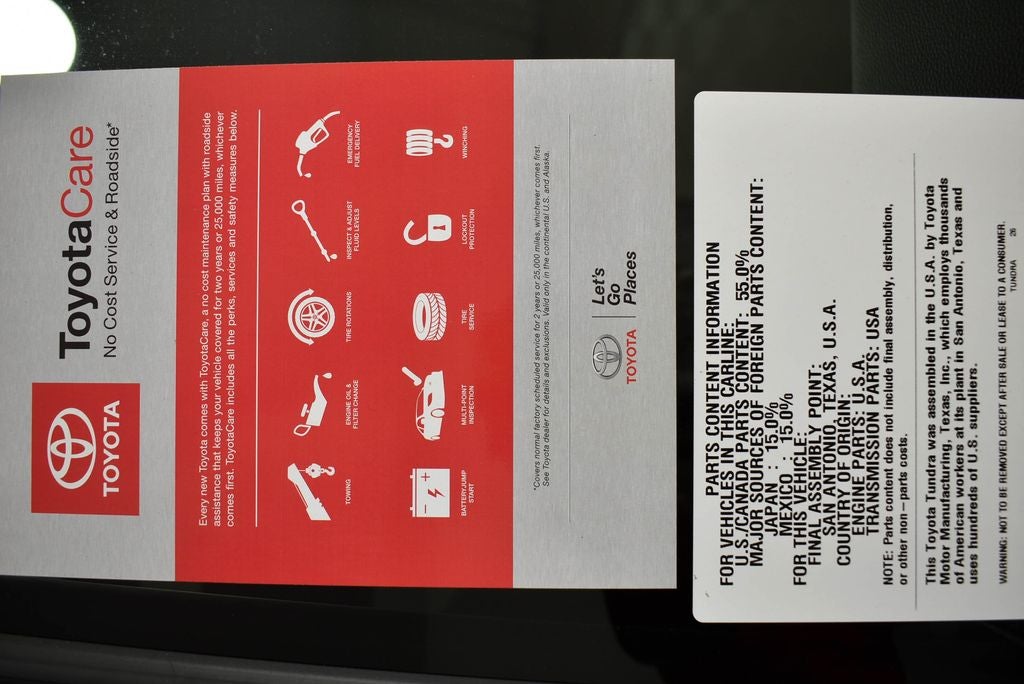 TOYOTA
ToyotaCare
No Cost Service & Roadside*
Every new Toyota comes with ToyotaCare, a no cost maintenance plan with roadside
assistance that keeps your vehicle covered for two years or 25,000 miles, whichever
comes first. ToyotaCare includes all the perks, services and safety measures below.
TOWING
ENGINE OIL &
FILTER CHANGE
TIRE ROTATIONS
INSPECT & ADJUST
FLUID LEVELS
EMERGENCY
FUEL DELIVERY
BATTERY/JUMP
START
MULTI-POINT
INSPECTION
TIRE
SERVICE
LOCKOUT
PROTECTION
WINCHING
*Covers normal factory scheduled service for 2 years or 25,000 miles, whichever comes first.
See Toyota dealer for details and exclusions. Valid only in the continental U.S. and Alaska.
TOYOTA
Let's
Go
Places
PARTS CONTENT INFORMATION
FOR VEHICLES IN THIS CARLINE:
U.S./CANADA PARTS CONTENT: 55.0%
MAJOR SOURCES OF FOREIGN PARTS CONTENT:
JAPAN : 15.0%
MEXICO : 15.0%
FOR THIS VEHICLE:
FINAL ASSEMBLY POINT:
SAN ANTONIO, TEXAS, U.S.A.
COUNTRY OF ORIGIN:
ENGINE PARTS: U.S.A.
TRANSMISSION PARTS: USA
NOTE: Parts content does not include final assembly, distribution,
or other non-parts costs.
This Toyota Tundra was assembled in the U.S.A. by Toyota
Motor Manufacturing, Texas, Inc., which employs thousands
of American workers at its plant in San Antonio, Texas and
uses hundreds of U.S. suppliers.
WARNING: NOT TO BE REMOVED EXCEPT AFTER SALE OR LEASE TO A CONSUMER.
TUNDRA 26